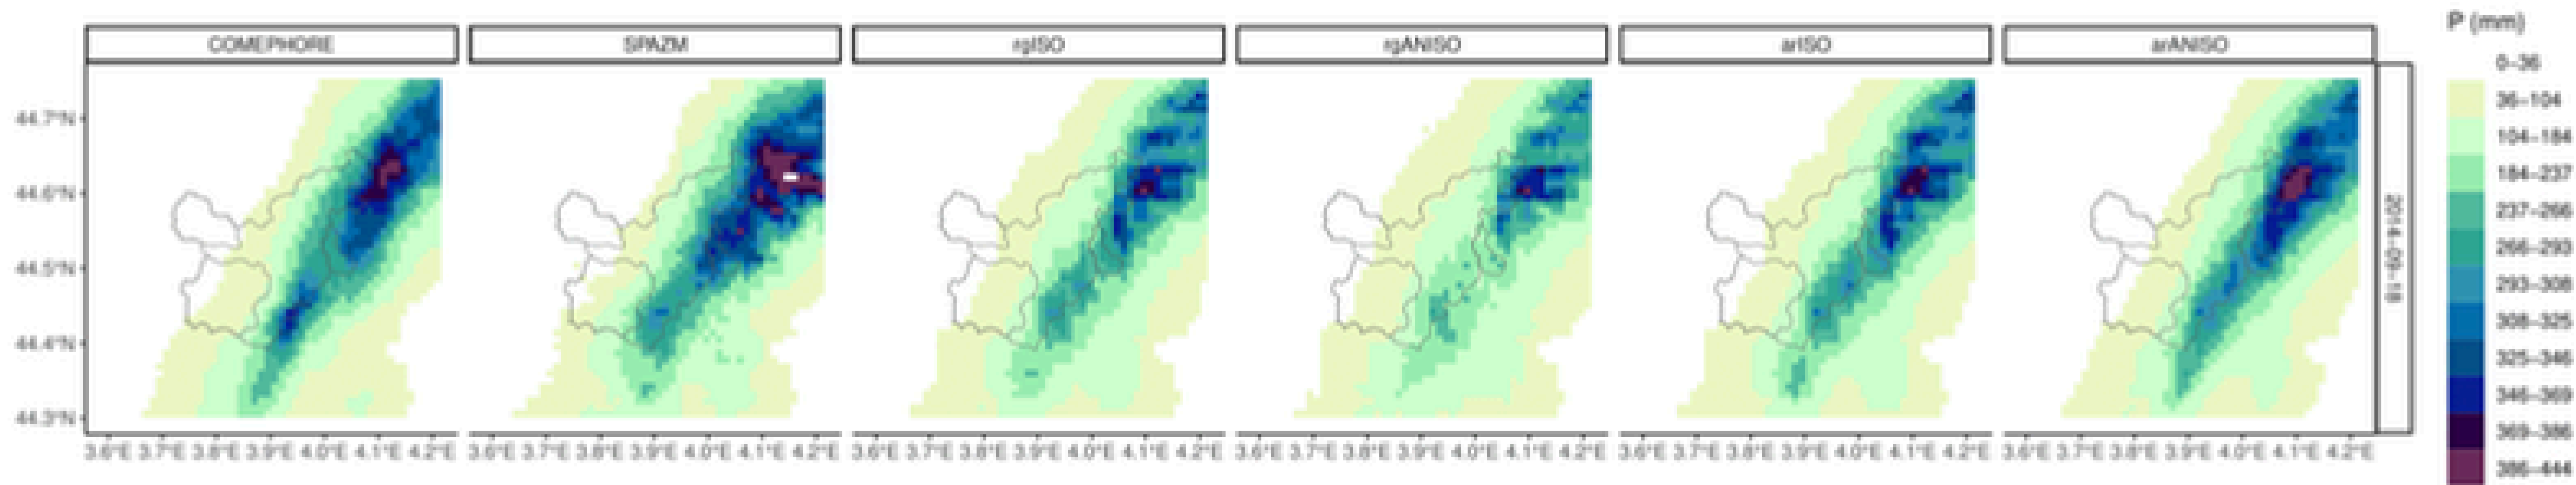 COMEPHORE SPAZM rgISO rgANISO arISO arANISO
P (mm)
0-36
36-104
104-184
184-237
237-266
266-293
293-308
308-325
325-346
346-369
369-386
386-444
2014-09-18
44.7°N
44.6°N
44.5°N
44.4°N
44.3°N
3.6°E 3.7°E 3.8°E 3.9°E 4.0°E 4.1°E 4.2°E 3.6°E 3.7°E 3.8°E 3.9°E 4.0°E 4.1°E 4.2°E 3.6°E 3.7°E 3.8°E 3.9°E 4.0°E 4.1°E 4.2°E 3.6°E 3.7°E 3.8°E 3.9°E 4.0°E 4.1°E 4.2°E 3.6°E 3.7°E 3.8°E 3.9°E 4.0°E 4.1°E 4.2°E 3.6°E 3.7°E 3.8°E 3.9°E 4.0°E 4.1°E 4.2°E